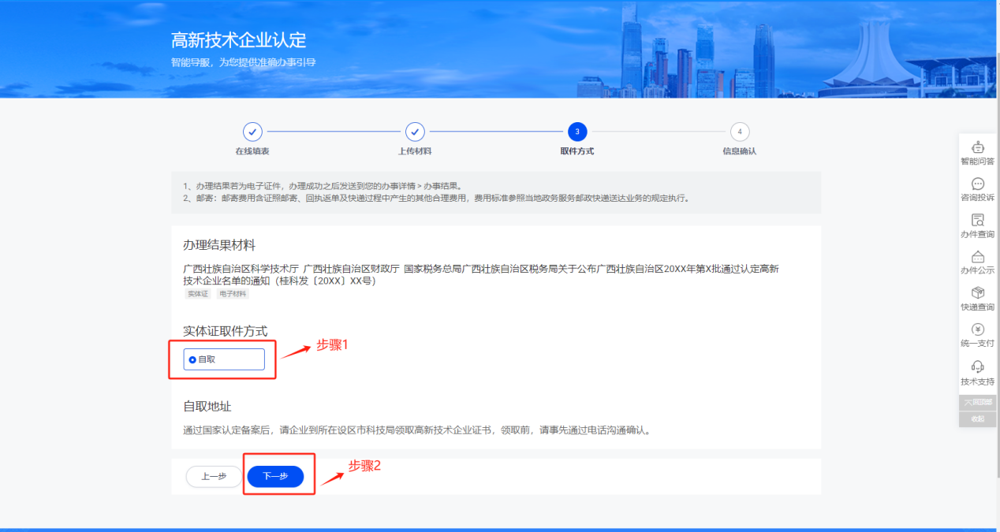 高新技术企业认定
智能导服，为您提供准确办事引导
3
4
在线填表
上传材料
取件方式
信息确认
1、办理结果若为电子证件，办理成功之后发送到您的办事详情 > 办事结果。
2、邮寄：邮寄费用含证照邮寄、回执返单及快递过程中产生的其他合理费用，费用标准参照当地政务服务邮政快递送达业务的规定执行。
办理结果材料
广西壮族自治区科学技术厅 广西壮族自治区财政厅 国家税务总局广西壮族自治区税务局关于公布广西壮族自治区20XX年第X批通过认定高新
技术企业名单的通知（桂科发〔20XX〕XX号）
实体证
电子材料
实体证取件方式
自取
步骤1
自取地址
通过国家认定备案后，请企业到所在设区市科技局领取高新技术企业证书，领取前，请事先通过电话沟通确认。
上一步
下一步
步骤2
智能问答
咨询投诉
办件查询
办件公示
快递查询
统一支付
技术支持
回顶部
收起